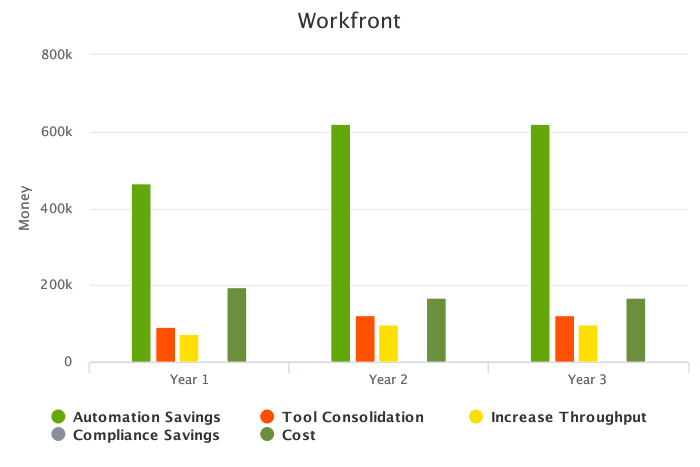 Workfront
800k
600k
400k
200k
0
Money
Year 1 Year 2 Year 3
Automation Savings Tool Consolidation Increase Throughput
Compliance Savings Cost